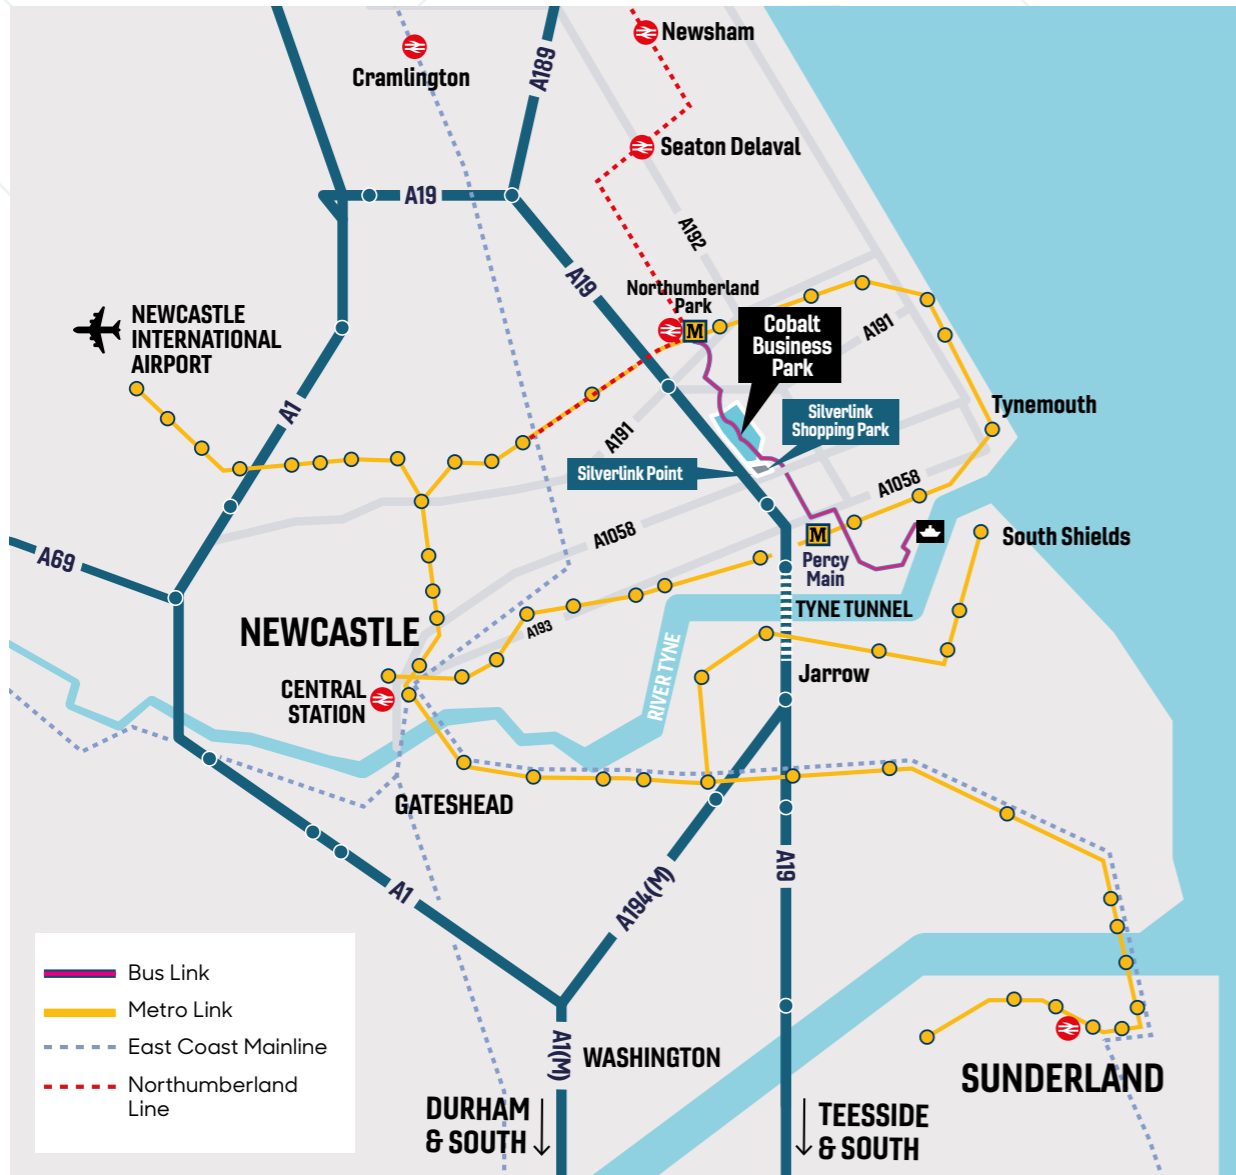 Newsham
Cramlington
A189
Seaton Delaval
A19
A192
A19
Northumberland
Park
M
NEWCASTLE
INTERNATIONAL
AIRPORT
Cobalt
Business
Park
A191
A1
Tynemouth
Silverlink
Shopping Park
A191
Silverlink Point
A1058
A1058
M
South Shields
A69
Percy
Main
TYNE TUNNEL
NEWCASTLE
A193
RIVER TYNE
Jarrow
CENTRAL
STATION
GATESHEAD
A19
A1
A194(M)
Bus Link
Metro Link
East Coast Mainline
Northumberland
Line
A1(M)
WASHINGTON
SUNDERLAND
DURHAM
& SOUTH
TEESSIDE
& SOUTH